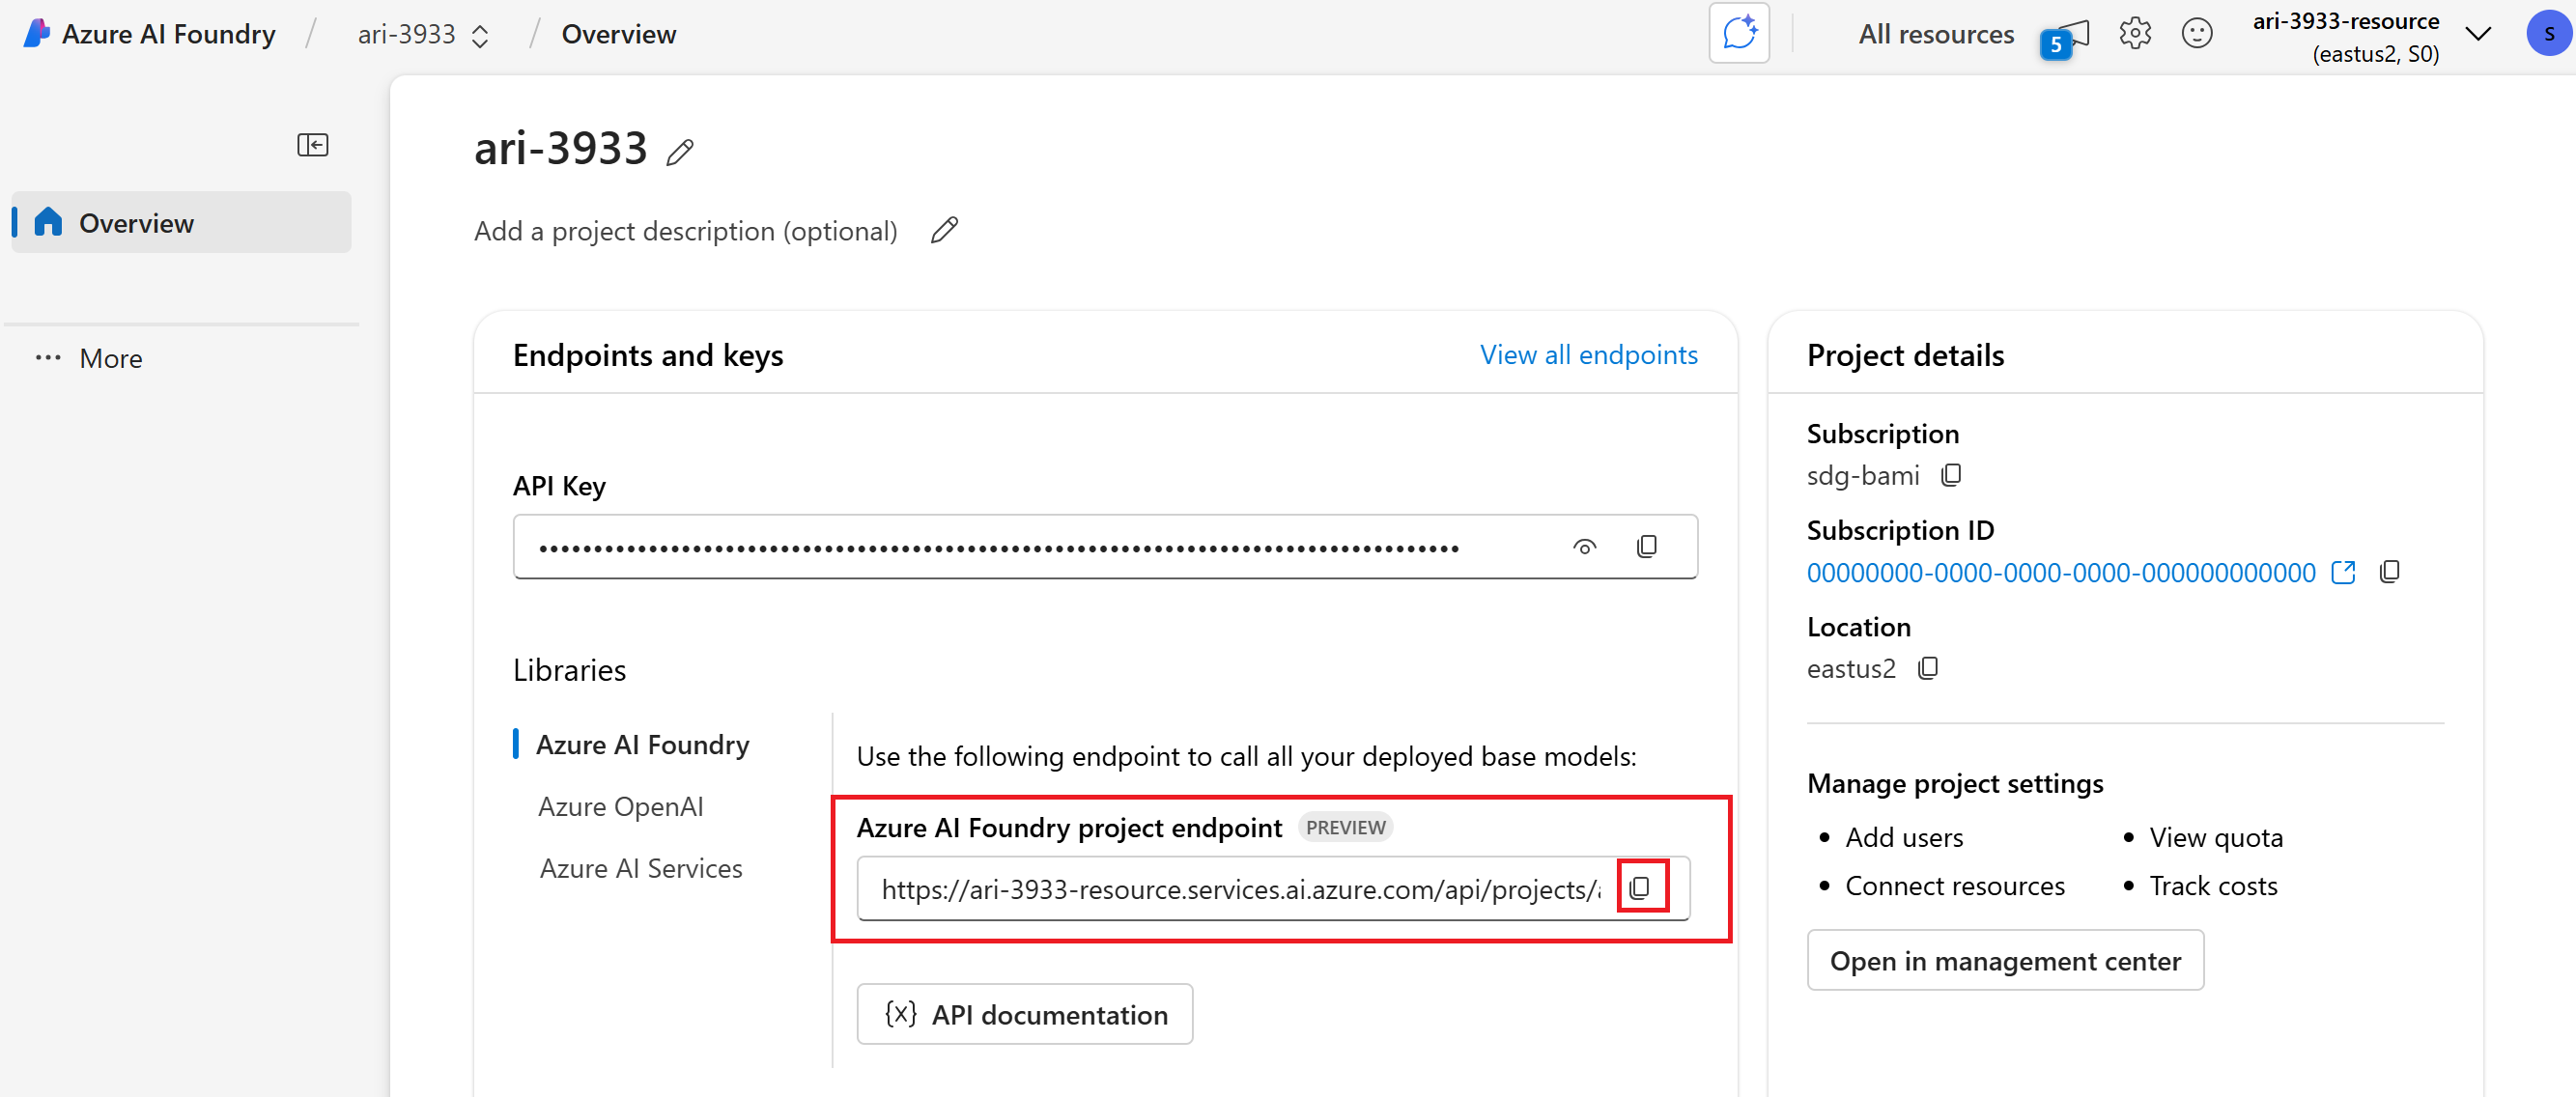 Azure AI Foundry / ari-3933 / Overview
All resources
5
ari-3933-resource
(eastus2, S0)
S
Overview
More
ari-3933
Add a project description (optional)
Endpoints and keys
View all endpoints
API Key
••••••••••••••••••••••••••••••••••••••••••••••••••••••••••••••••••••••••••••••••••••
Libraries
Azure AI Foundry
Azure OpenAI
Azure AI Services
Use the following endpoint to call all your deployed base models:
Azure AI Foundry project endpoint PREVIEW
https://ari-3933-resource.services.ai.azure.com/api/projects/
{x} API documentation
Project details
Subscription
sdg-bami
Subscription ID
00000000-0000-0000-0000-000000000000
Location
eastus2
Manage project settings
• Add users
• View quota
• Connect resources
• Track costs
Open in management center